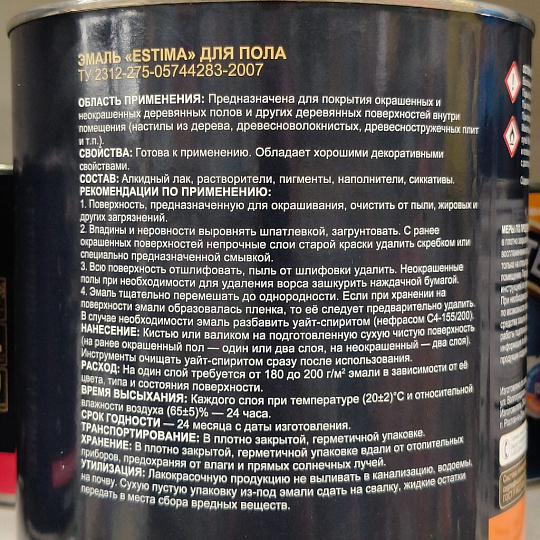 ЭМАЛЬ «ESTIMA» ДЛЯ ПОЛА
ТУ 2312-275-05744283-2007
ОБЛАСТЬ ПРИМЕНЕНИЯ: Предназначена для покрытия окрашенных и
неокрашенных деревянных полов и других деревянных поверхностей внутри
помещения (настилы из дерева, древесноволокнистых, древесностружечных плит
и т.п.).
СВОЙСТВА: Готова к применению. Обладает хорошими декоративными
свойствами.
СОСТАВ: Алкидный лак, растворители, пигменты, наполнители, сиккативы.
РЕКОМЕНДАЦИИ ПО ПРИМЕНЕНИЮ:
1. Поверхность, предназначенную для окрашивания, очистить от пыли, жировых и
других загрязнений.
2. Впадины и неровности выровнять шпатлевкой, загрунтовать. С ранее
окрашенных поверхностей непрочные слои старой краски удалить скребком или
специально предназначенной смывкой.
3. Всю поверхность отшлифовать, пыль от шлифовки удалить. Неокрашенные
полы при необходимости для удаления ворса зашкурить наждачной бумагой.
4. Эмаль тщательно перемешать до однородности. Если при хранении на
поверхности эмали образовалась пленка, то её следует предварительно удалить.
В случае необходимости эмаль разбавить уайт-спиритом (нефрасом С4-155/200).
НАНЕСЕНИЕ: Кистью или валиком на подготовленную сухую чистую поверхность
(на ранее окрашенный пол — один или два слоя, на неокрашенный — два слоя).
Инструменты очищать уайт-спиритом сразу после использования.
РАСХОД: На один слой требуется от 180 до 200 г/м² эмали в зависимости от её
цвета, типа и состояния поверхности.
ВРЕМЯ ВЫСЫХАНИЯ: Каждого слоя при температуре (20±2)°С и относительной
влажности воздуха (65±5)% — 24 часа.
СРОК ГОДНОСТИ — 24 месяца с даты изготовления.
ТРАНСПОРТИРОВАНИЕ: В плотно закрытой, герметичной упаковке.
ХРАНЕНИЕ: В плотно закрытой, герметичной упаковке вдали от отопительных
приборов, предохраняя от влаги и прямых солнечных лучей.
УТИЛИЗАЦИЯ: Лакокрасочную продукцию не выливать в канализацию, водоемы,
на почву. Сухую пустую упаковку из-под эмали сдать на свалку, жидкие остатки
передать в места сбора вредных веществ.